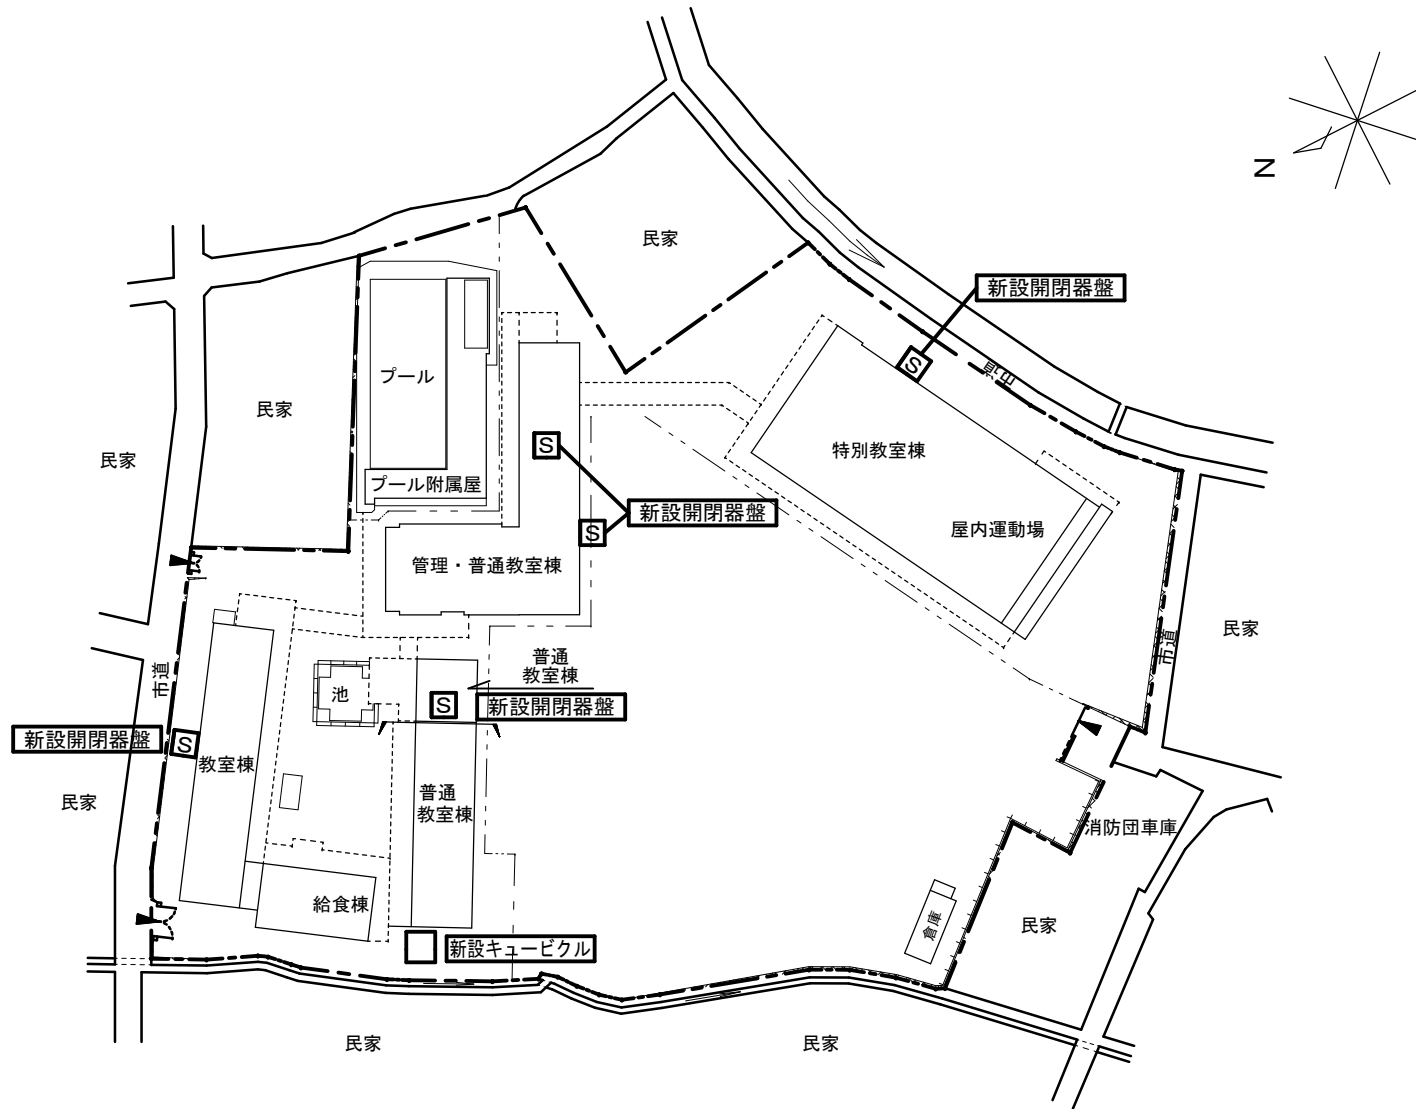 N
民家
新設開閉器盤
S
市道
プール
民家
特別教室棟
民家
S
プール附属屋
新設開閉器盤
屋内運動場
S
管理・普通教室棟
民家
市道
普通
教室棟
市道
池
S
新設開閉器盤
新設開閉器盤
S
教室棟
民家
普通
教室棟
消防団車庫
給食棟
倉庫
民家
新設キュービクル
民家
民家